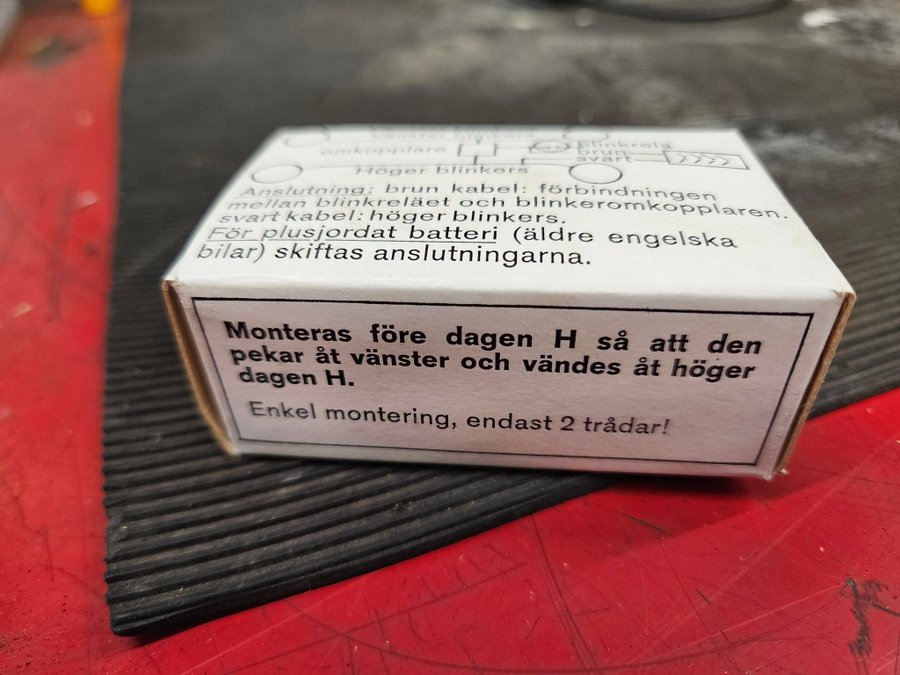 vänster blinkers
omkopplare
blinkrelä
brun
svart
Höger blinkers
Anslutning: brun kabel: förbindningen
mellan blinkreläet och blinkeromkopplaren.
svart kabel: höger blinkers.
För plusjordat batteri (äldre engelska
bilar) skiftas anslutningarna.
Monteras före dagen H så att den
pekar åt vänster och vändes åt höger
dagen H.
Enkel montering, endast 2 trådar!